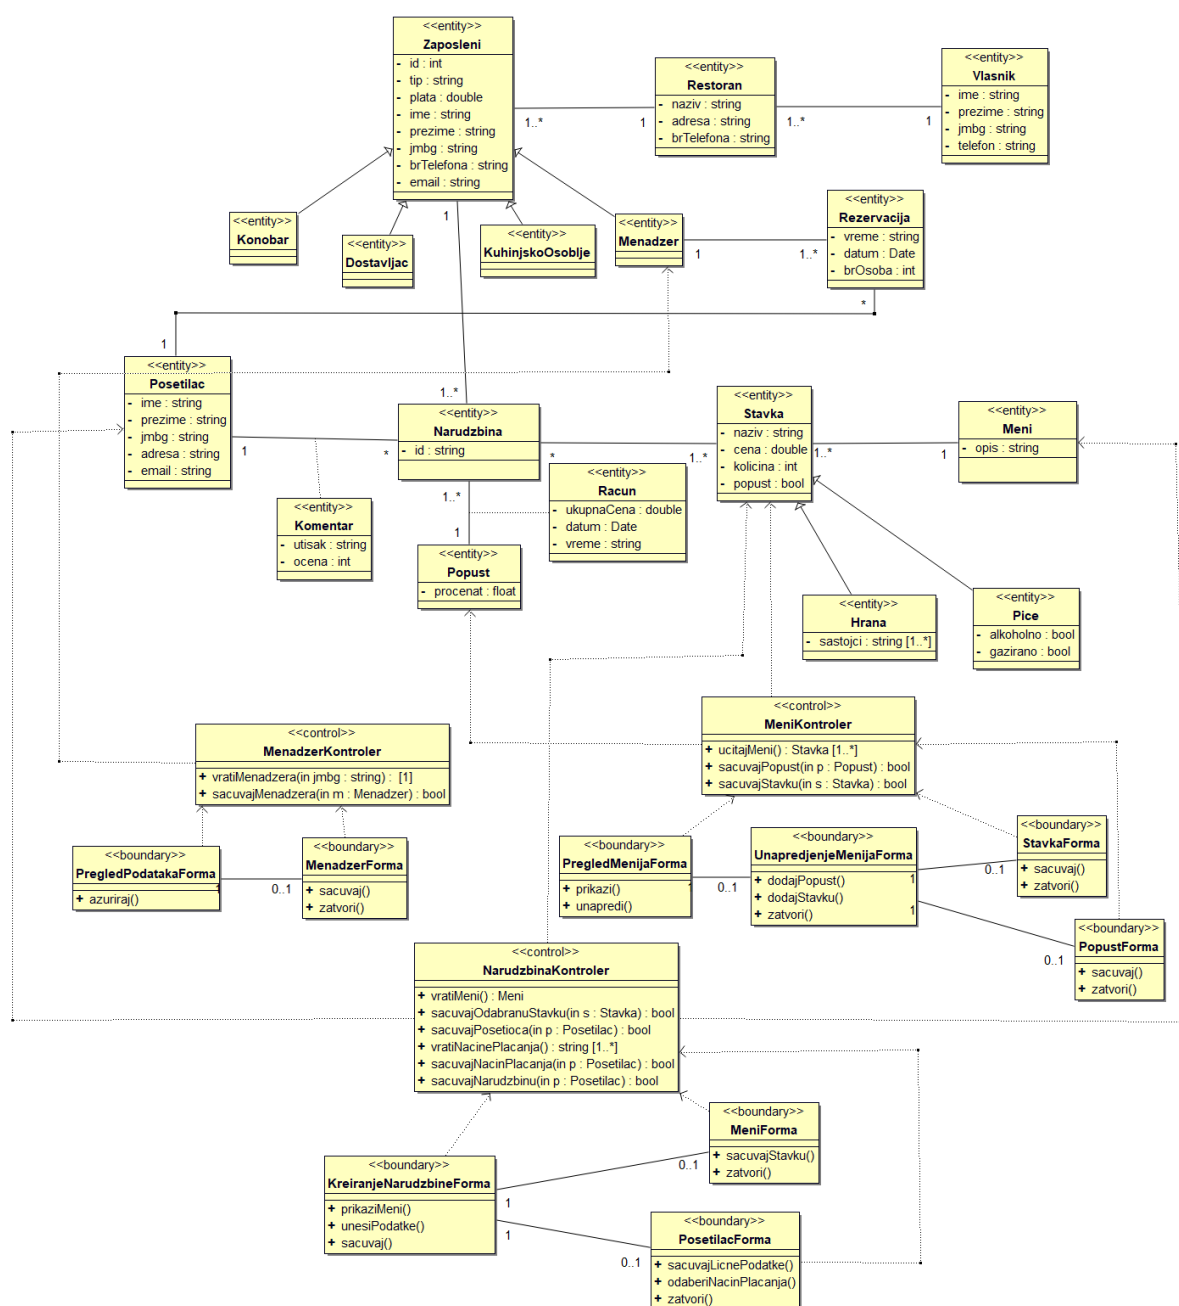 <<entity>>
Zaposleni
- id : int
- tip : string
- plata : double
- ime : string
- prezime : string
- jmbg : string
- brTelefona : string
- email : string
<<entity>>
Restoran
- naziv : string
- adresa : string
- brTelefona : string
<<entity>>
Vlasnik
- ime : string
- prezime : string
- jmbg : string
- telefon : string
1..*
1
1..*
1
<<entity>>
Konobar
<<entity>>
Dostavljac
<<entity>>
KuhinjskoOsoblje
<<entity>>
Menadzer
<<entity>>
Rezervacija
- vreme : string
- datum : Date
- brOsoba : int
1
1
1..*
*
1
<<entity>>
Posetilac
- ime : string
- prezime : string
- jmbg : string
- adresa : string
- email : string
1..*
<<entity>>
Narudzbina
- id : string
<<entity>>
Stavka
- naziv : string
- cena : double
- kolicina : int
- popust : bool
<<entity>>
Meni
- opis : string
1
*
*
1..*
1..*
1
<<entity>>
Komentar
- utisak : string
- ocena : int
1..*
1
<<entity>>
Racun
- ukupnaCena : double
- datum : Date
- vreme : string
<<entity>>
Popust
- procenat : float
<<entity>>
Hrana
- sastojci : string [1..*]
<<entity>>
Pice
- alkoholno : bool
- gazirano : bool
<<control>>
MenadzerKontroler
+ vratiMenadzera(in jmbg : string) : [1]
+ sacuvajMenadzera(in m : Menadzer) : bool
<<control>>
MeniKontroler
+ ucitajMeni() : Stavka [1..*]
+ sacuvajPopust(in p : Popust) : bool
+ sacuvajStavku(in s : Stavka) : bool
<<boundary>>
PregledPodatakaForma
+ azuriraj()
1
0..1
<<boundary>>
MenadzerForma
+ sacuvaj()
+ zatvori()
<<boundary>>
PregledMenijaForma
+ prikazi()
+ unapredi()
1
0..1
<<boundary>>
UnapredjenjeMenijaForma
+ dodajPopust()
+ dodajStavku()
+ zatvori()
1
1
0..1
<<boundary>>
StavkaForma
+ sacuvaj()
+ zatvori()
0..1
<<boundary>>
PopustForma
+ sacuvaj()
+ zatvori()
<<control>>
NarudzbinaKontroler
+ vratiMeni() : Meni
+ sacuvajOdabranuStavku(in s : Stavka) : bool
+ sacuvajPosetioca(in p : Posetilac) : bool
+ vratiNacinePlacanja() : string [1..*]
+ sacuvajNacinPlacanja(in p : Posetilac) : bool
+ sacuvajNarudzbinu(in p : Posetilac) : bool
<<boundary>>
MeniForma
+ sacuvajStavku()
+ zatvori()
<<boundary>>
KreiranjeNarudzbineForma
+ prikaziMeni()
+ unesiPodatke()
+ sacuvaj()
1
0..1
1
0..1
<<boundary>>
PosetilacForma
+ sacuvajLicnePodatke()
+ odaberiNacinPlacanja()
+ zatvori()